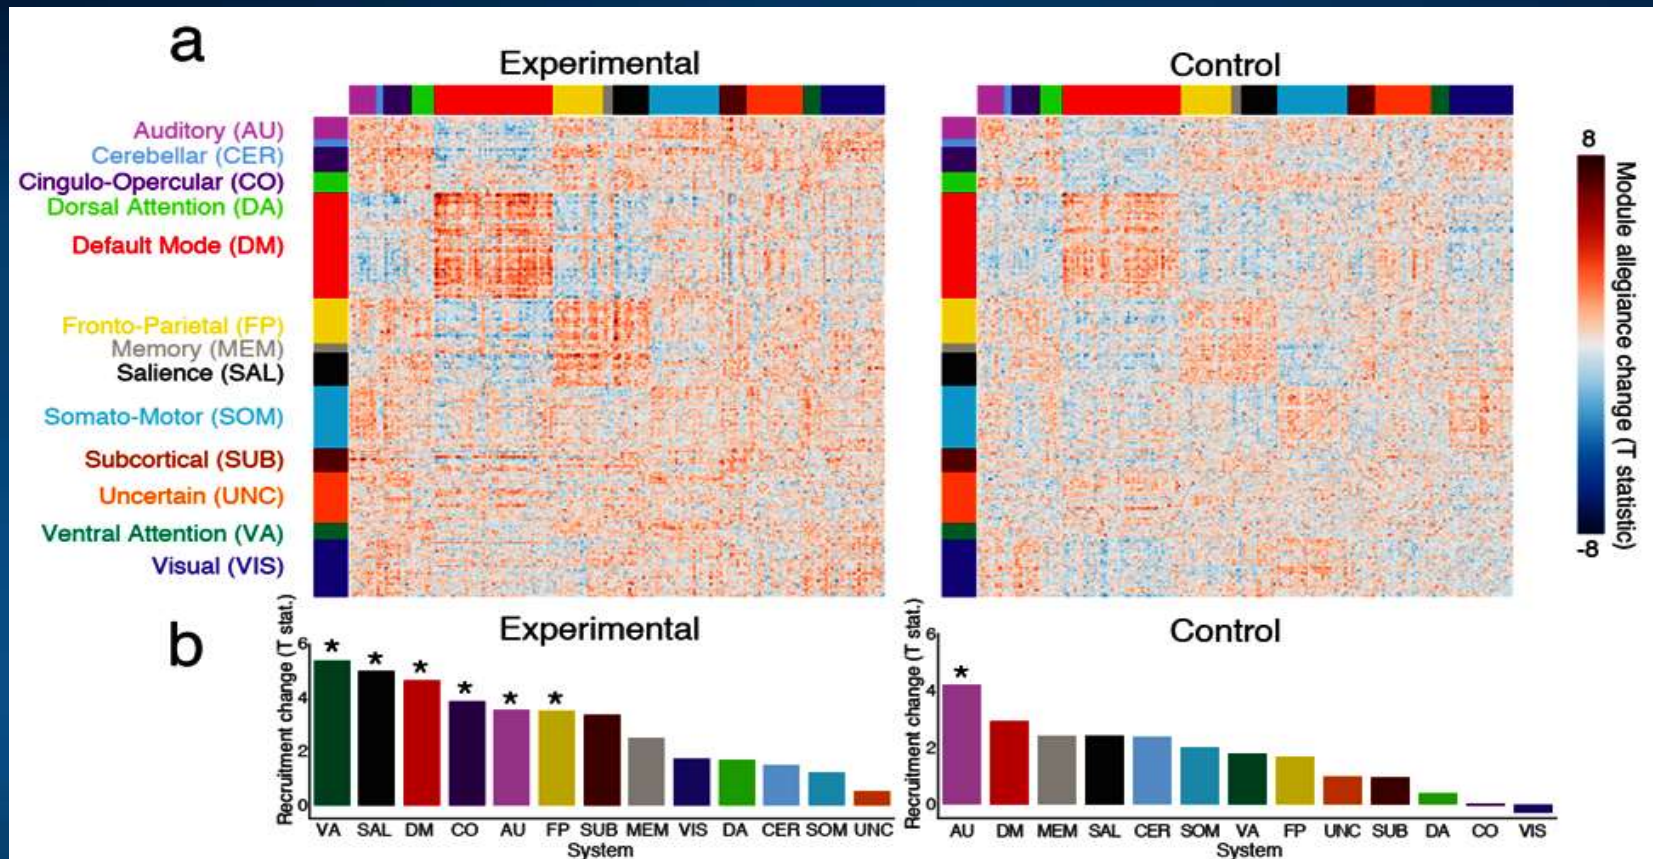 a
Experimental
Control
Auditory (AU)
Cerebellar (CER)
Cingulo-Opercular (CO)
Dorsal Attention (DA)
Default Mode (DM)
Fronto-Parietal (FP)
Memory (MEM)
Salience (SAL)
Somato-Motor (SOM)
Subcortical (SUB)
Uncertain (UNC)
Ventral Attention (VA)
Visual (VIS)
8
-8
Module allegiance change (T statistic)
b
Experimental
Recruitment change (T stat.)
6
4
2
0
* * * * * *
VA SAL DM CO AU FP SUB MEM VIS DA CER SOM UNC
System
Control
Recruitment change (T stat.)
6
4
2
0
*
AU DM MEM SAL CER SOM VA FP UNC SUB DA CO VIS
System